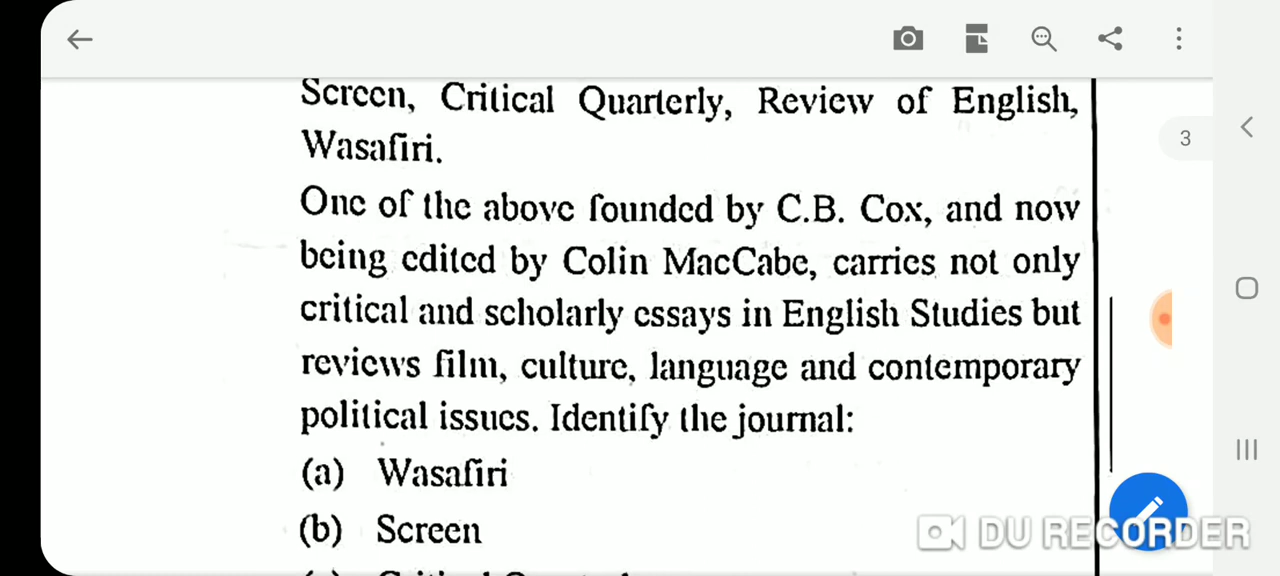 Screen, Critical Quarterly, Review of English,
3
Wasafiri.
One of the above founded by C.B. Cox, and now
being edited by Colin MacCabe, carries not only
critical and scholarly essays in English Studies but
reviews film, culture, language and contemporary
political issues. Identify the journal:
(a) Wasafiri
(b) Screen
DU RECORDER